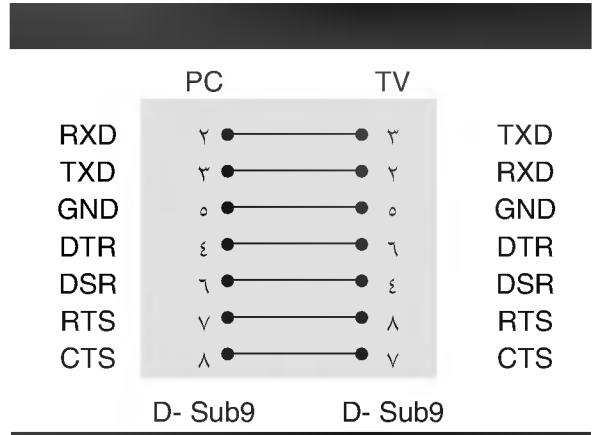 PC TV
RXD ٢ ٣ TXD
TXD ٣ ٢ RXD
GND ٥ ٥ GND
DTR ٤ ٦ DTR
DSR ٦ ٤ DSR
RTS ٧ ٨ RTS
CTS ٨ ٧ CTS
D- Sub9 D- Sub9